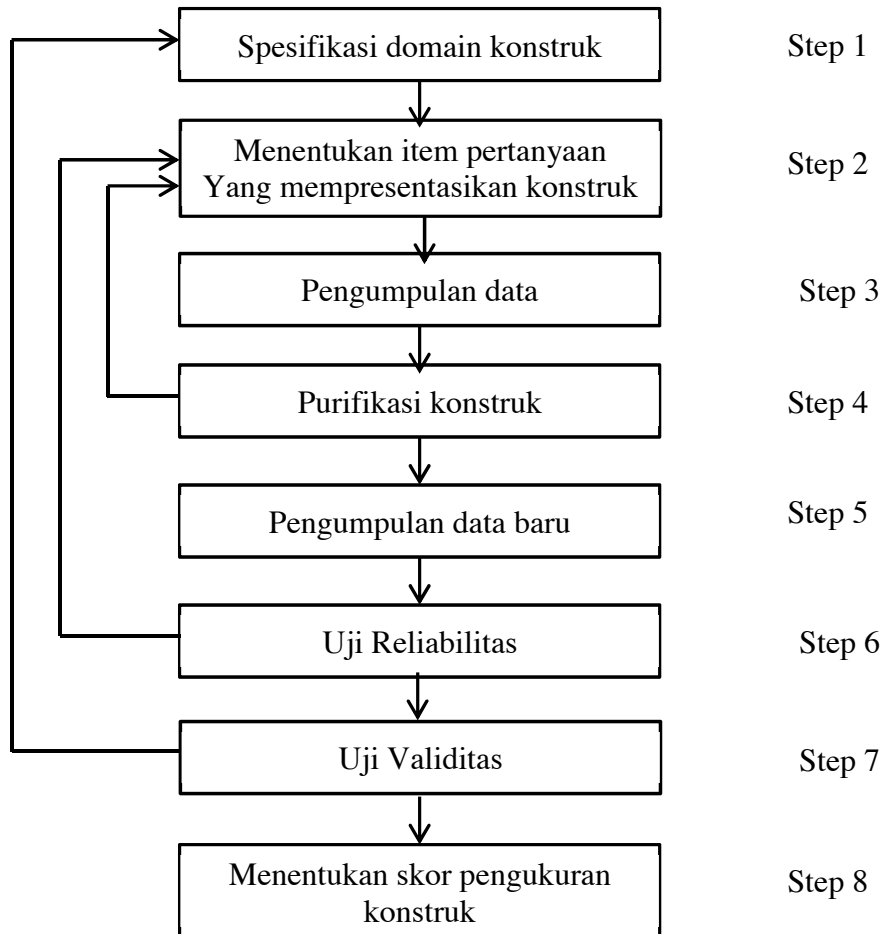 Spesifikasi domain konstruk
Step 1
Menentukan item pertanyaan
Yang mempresentasikan konstruk
Step 2
Pengumpulan data
Step 3
Purifikasi konstruk
Step 4
Pengumpulan data baru
Step 5
Uji Reliabilitas
Step 6
Uji Validitas
Step 7
Menentukan skor pengukuran
konstruk
Step 8